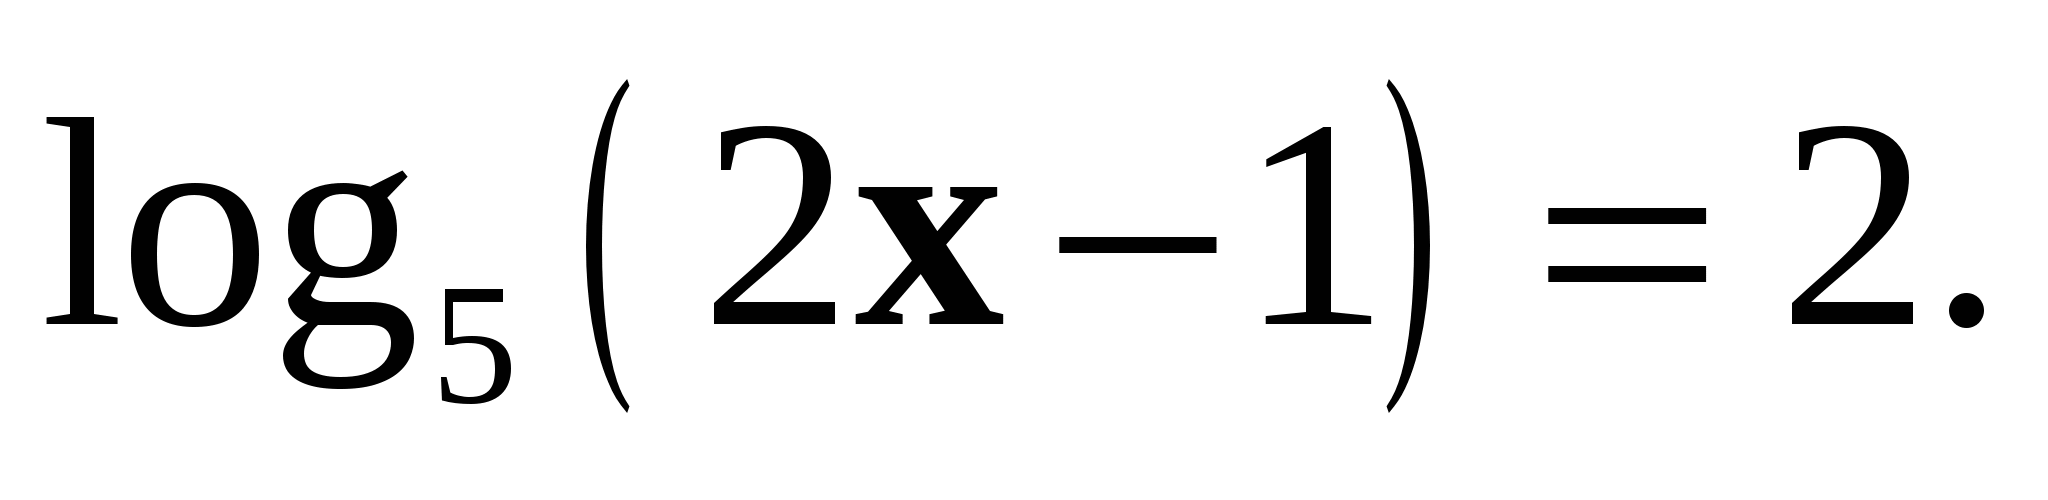 log₅ (2x−1) = 2.